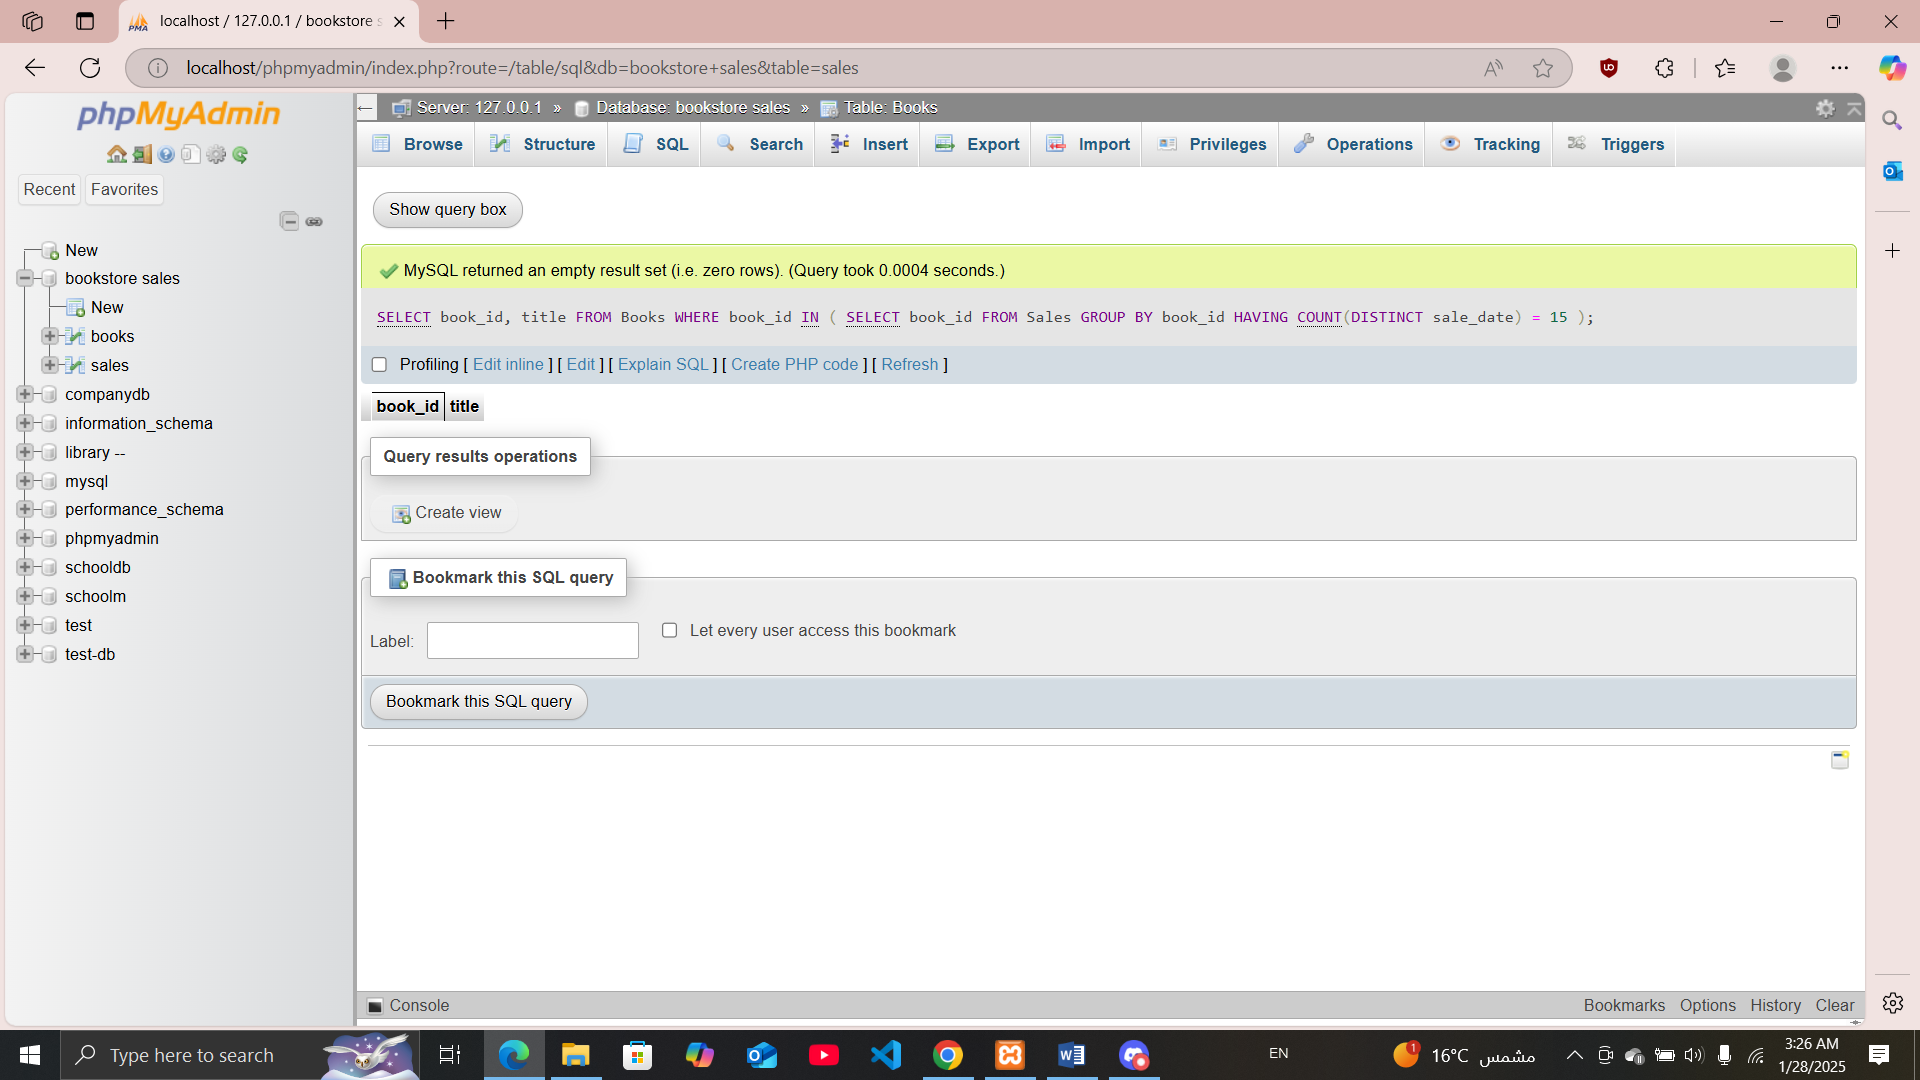 localhost / 127.0.0.1 / bookstore s
localhost/phpmyadmin/index.php?route=/table/sql&db=bookstore+sales&table=sales
phpMyAdmin
Recent
Favorites
New
bookstore sales
New
books
sales
companydb
information_schema
library --
mysql
performance_schema
phpmyadmin
schooldb
schoolm
test
test-db
Server: 127.0.0.1 » Database: bookstore sales » Table: Books
Browse Structure SQL Search Insert Export Import Privileges Operations Tracking Triggers
Show query box
MySQL returned an empty result set (i.e. zero rows). (Query took 0.0004 seconds.)
SELECT book_id, title FROM Books WHERE book_id IN ( SELECT book_id FROM Sales GROUP BY book_id HAVING COUNT(DISTINCT sale_date) = 15 );
Profiling [ Edit inline ] [ Edit ] [ Explain SQL ] [ Create PHP code ] [ Refresh ]
book_id title
Query results operations
Create view
Bookmark this SQL query
Label:
Let every user access this bookmark
Bookmark this SQL query
Console
Bookmarks Options History Clear
Type here to search
EN
1
16°C مشمس
3:26 AM
1/28/2025